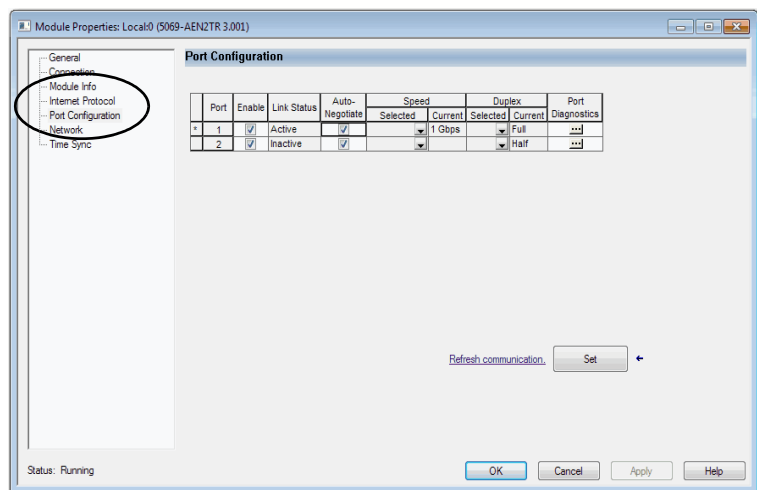 Module Properties: Local:0 (5069-AEN2TR 3.001)
General
Connection
Module Info
Internet Protocol
Port Configuration
Network
Time Sync
Port Configuration
Port Enable Link Status Auto-Negotiate Speed Selected Current Duplex Selected Current Port Diagnostics
* 1 Active 1 Gbps Full ...
2 Inactive Half ...
Refresh communication. Set
Status: Running
OK Cancel Apply Help